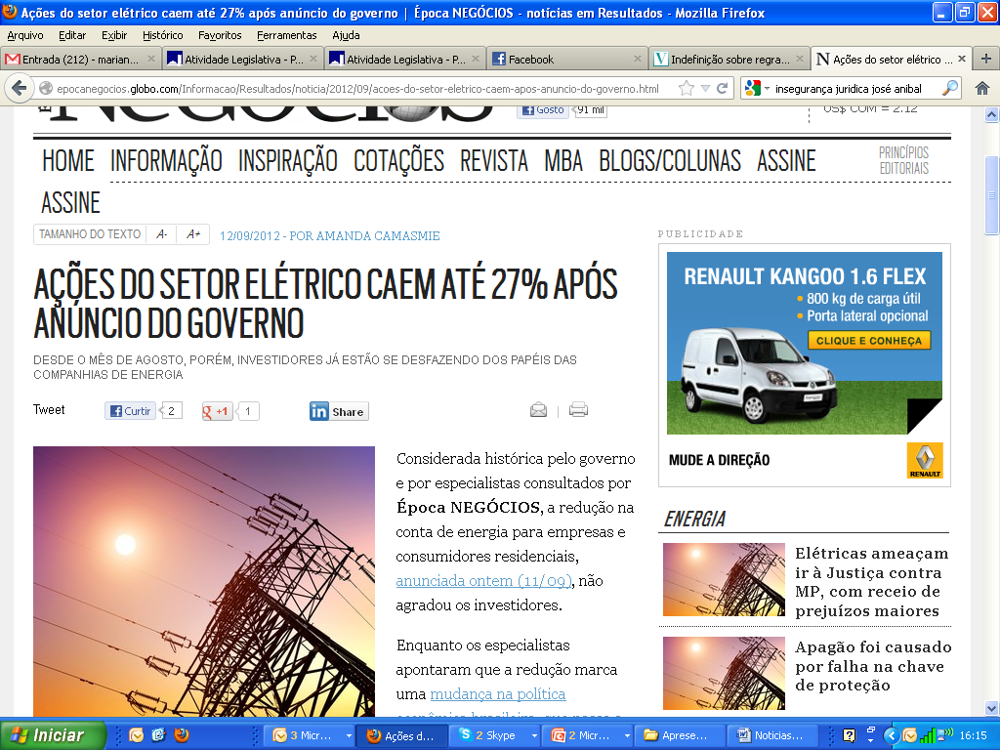 Ações do setor elétrico caem até 27% após anúncio do governo | Época NEGÓCIOS - notícias em Resultados - Mozilla Firefox
Arquivo Editar Exibir Histórico Favoritos Ferramentas Ajuda
Entrada (212) - marian...
Atividade Legislativa - P...
Atividade Legislativa - P...
Facebook
Indefinição sobre regra...
Ações do setor elétrico ...
epocanegocios.globo.com/Informacao/Resultados/noticia/2012/09/acoes-do-setor-eletrico-caem-apos-anuncio-do-governo.html
insegurança juridica josé anibal
NEGÓCIOS
Gosto 91 mil
US$ COM = 2.12
HOME INFORMAÇÃO INSPIRAÇÃO COTAÇÕES REVISTA MBA BLOGS/COLUNAS ASSINE
PRINCÍPIOS
EDITORIAIS
ASSINE
TAMANHO DO TEXTO A- A+ 12/09/2012 - POR AMANDA CAMASMIE
AÇÕES DO SETOR ELÉTRICO CAEM ATÉ 27% APÓS
ANÚNCIO DO GOVERNO
DESDE O MÊS DE AGOSTO, PORÉM, INVESTIDORES JÁ ESTÃO SE DESFAZENDO DOS PAPÉIS DAS
COMPANHIAS DE ENERGIA
Tweet Curtir 2 +1 1 Share
Considerada histórica pelo governo
e por especialistas consultados por
Época NEGÓCIOS, a redução na
conta de energia para empresas e
consumidores residenciais,
anunciada ontem (11/09), não
agradou os investidores.
Enquanto os especialistas
apontaram que a redução marca
uma mudança na política
econômica brasileira, que passa a
PUBLICIDADE
RENAULT KANGOO 1.6 FLEX
• 800 kg de carga útil
• Porta lateral opcional
CLIQUE E CONHEÇA
MUDE A DIREÇÃO
RENAULT
ENERGIA
Elétricas ameaçam
ir à Justiça contra
MP, com receio de
prejuízos maiores
Apagão foi causado
por falha na chave
de proteção
Iniciar
3 Micr...
Ações d...
2 Skype
2 Micr...
Aprese...
Noticias...
16:15